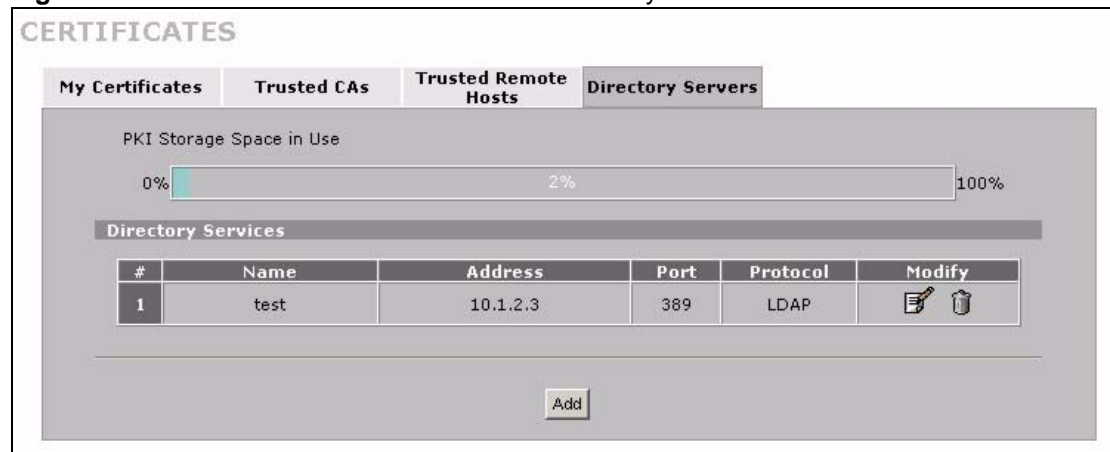 CERTIFICATES
My Certificates
Trusted CAs
Trusted Remote
Hosts
Directory Servers
PKI Storage Space in Use
0% 2% 100%
Directory Services
# Name Address Port Protocol Modify
1 test 10.1.2.3 389 LDAP
Add